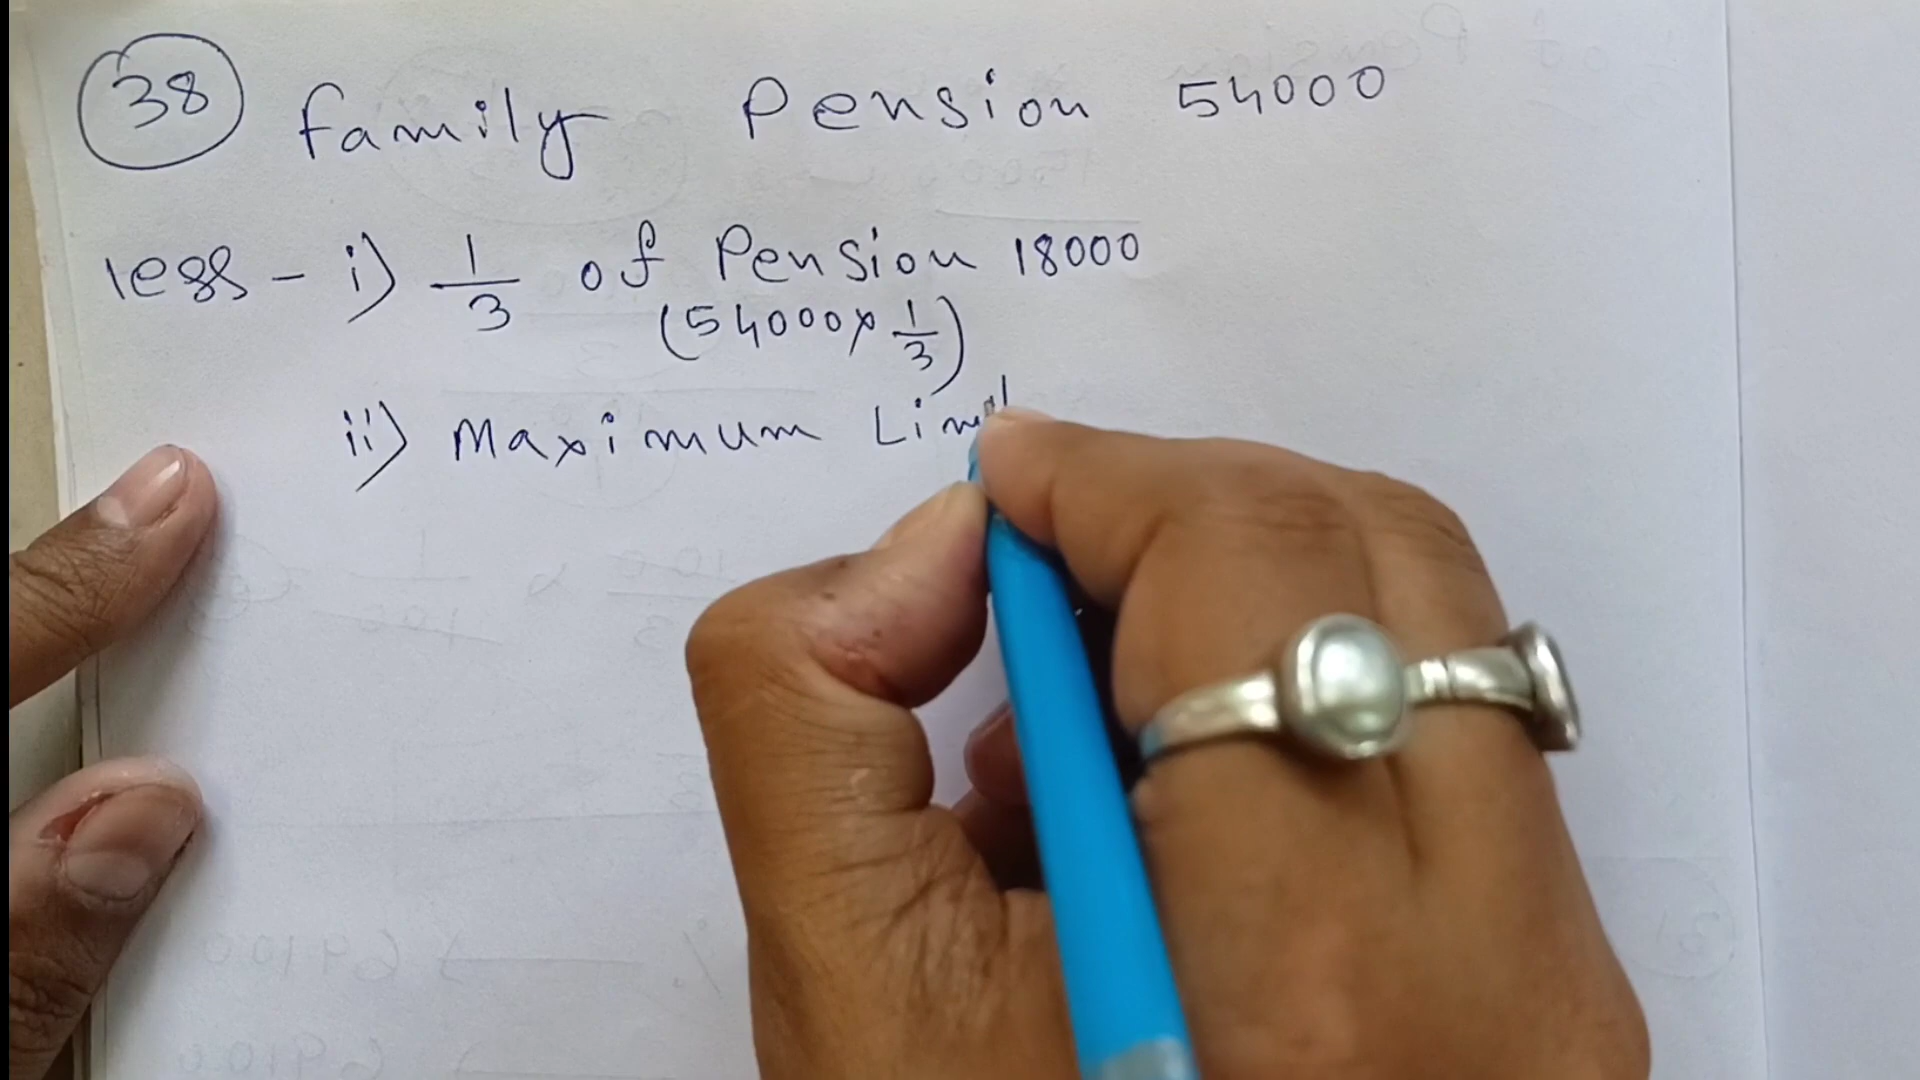 38 Family Pension 54000
less - i) 1/3 of Pension 18000
(54000 x 1/3)
ii) Maximum